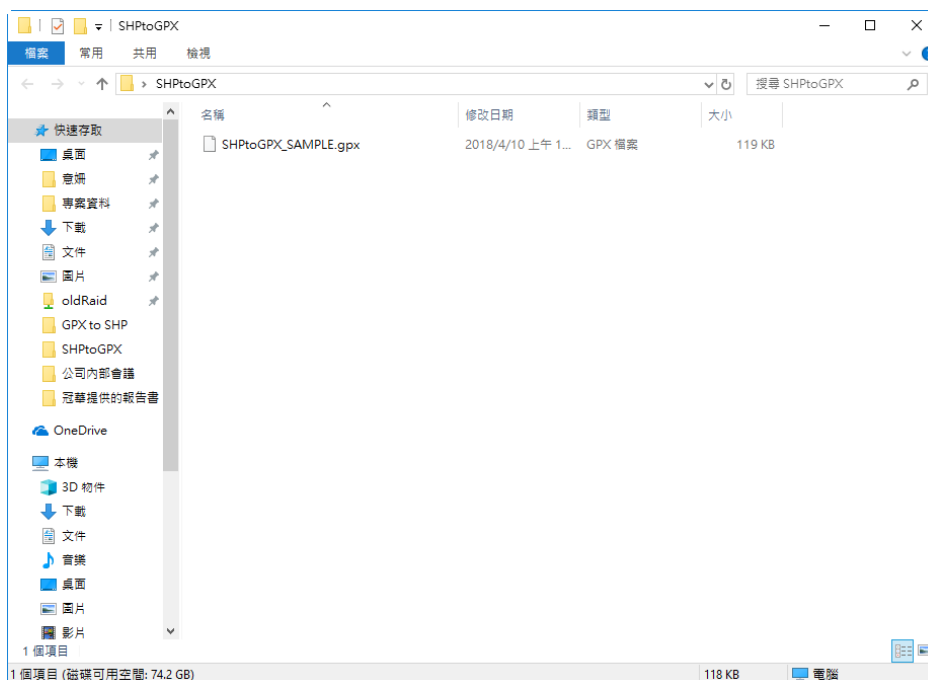 SHPtoGPX
檔案 常用 共用 檢視
SHPtoGPX
搜尋 SHPtoGPX
名稱 修改日期 類型 大小
SHPtoGPX_SAMPLE.gpx 2018/4/10 上午 1... GPX 檔案 119 KB
快速存取
桌面
意姍
專案資料
下載
文件
圖片
oldRaid
GPX to SHP
SHPtoGPX
公司內部會議
冠華提供的報告書
OneDrive
本機
3D 物件
下載
文件
音樂
桌面
圖片
影片
1 個項目
1 個項目 (磁碟可用空間: 74.2 GB) 118 KB 電腦